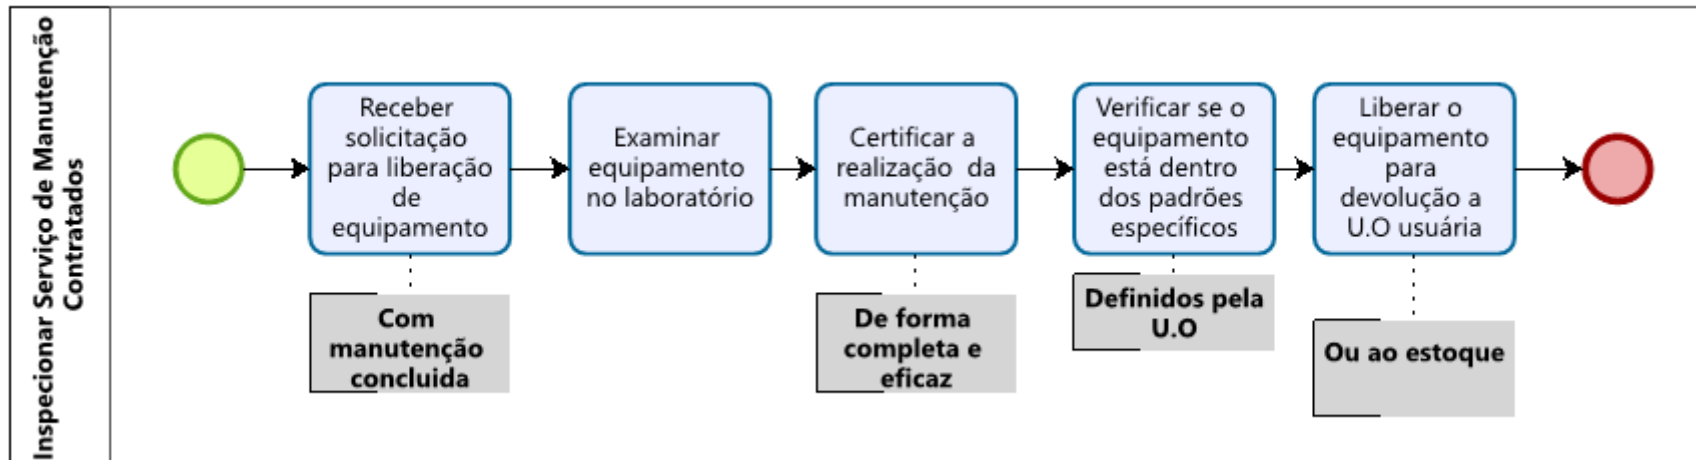 Inspecionar Serviço de Manutenção
Contratados
Receber
solicitação
para liberação
de
equipamento
Examinar
equipamento
no laboratório
Certificar a
realização  da
manutenção
Verificar se o
equipamento
está dentro
dos padrões
específicos
Liberar o
equipamento
para
devolução a
U.O usuária
Com
manutenção
concluida
De forma
completa e
eficaz
Definidos pela
U.O
Ou ao estoque